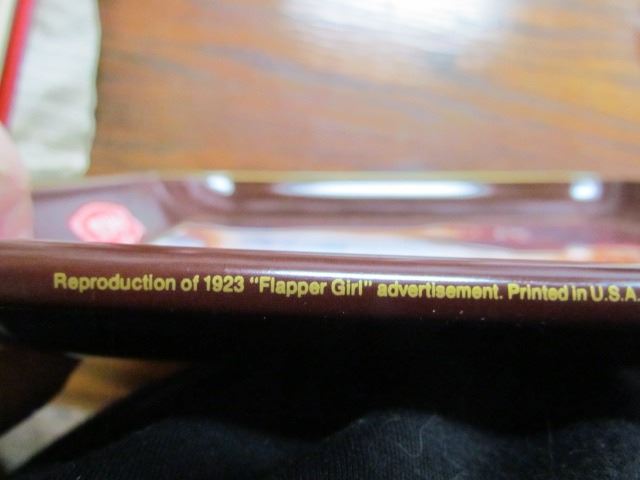 Reproduction of 1923 "Flapper Girl" advertisement. Printed in U.S.A.